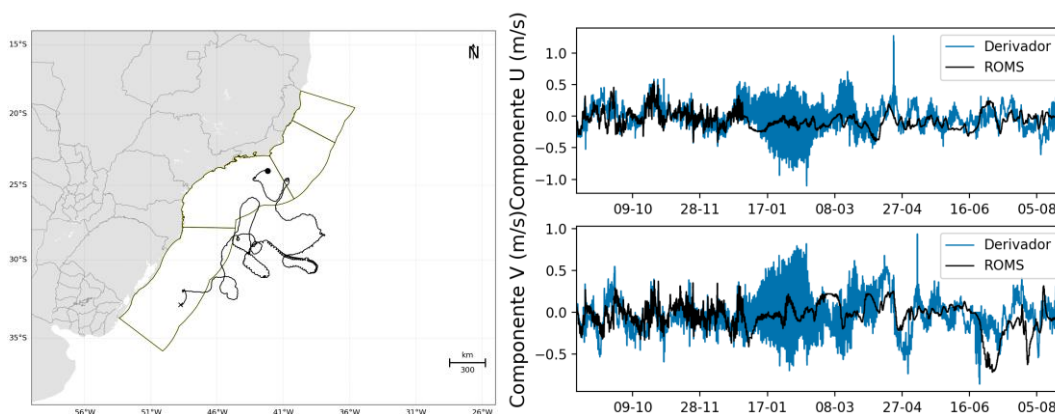 15°S
20°S
25°S
30°S
35°S
56°W 51°W 46°W 41°W 36°W 31°W 26°W
N
km
300
Componente U (m/s)
1.0
0.5
0.0
−0.5
−1.0
Derivador
ROMS
09-10 28-11 17-01 08-03 27-04 16-06 05-08
Componente V (m/s)
1.0
0.5
0.0
−0.5
Derivador
ROMS
09-10 28-11 17-01 08-03 27-04 16-06 05-08